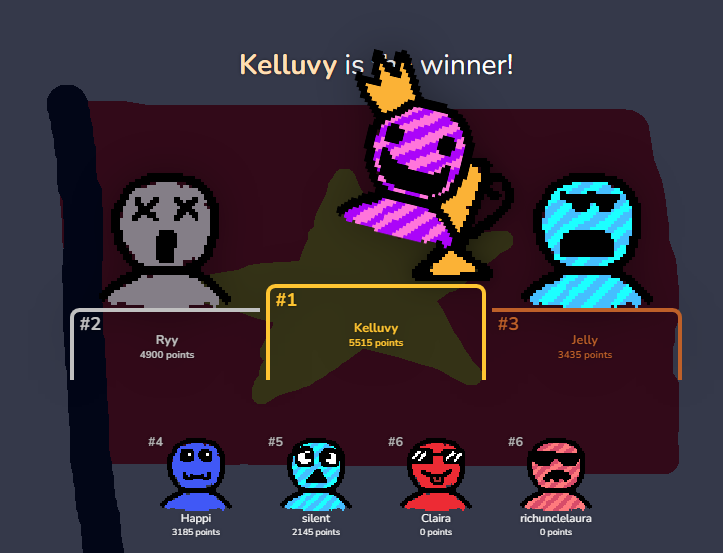 Kelluvy is the winner!
#1
Kelluvy
5515 points
#2
Ryy
4900 points
#3
Jelly
3435 points
#4
Happi
3185 points
#5
silent
2145 points
#6
Claira
0 points
#6
richunclelaura
0 points